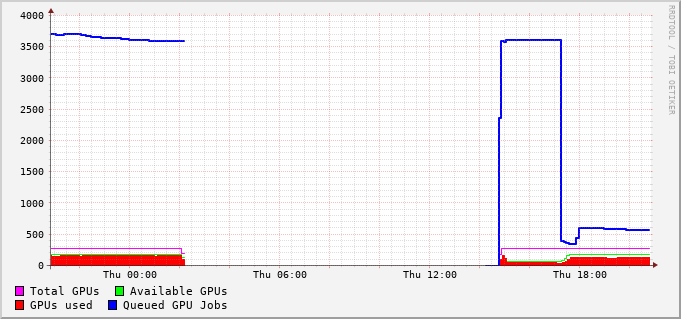 4000
3500
3000
2500
2000
1500
1000
500
0
Thu 00:00 Thu 06:00 Thu 12:00 Thu 18:00
Total GPUs Available GPUs
GPUs used Queued GPU Jobs
RRDTOOL / TOBI OETIKER